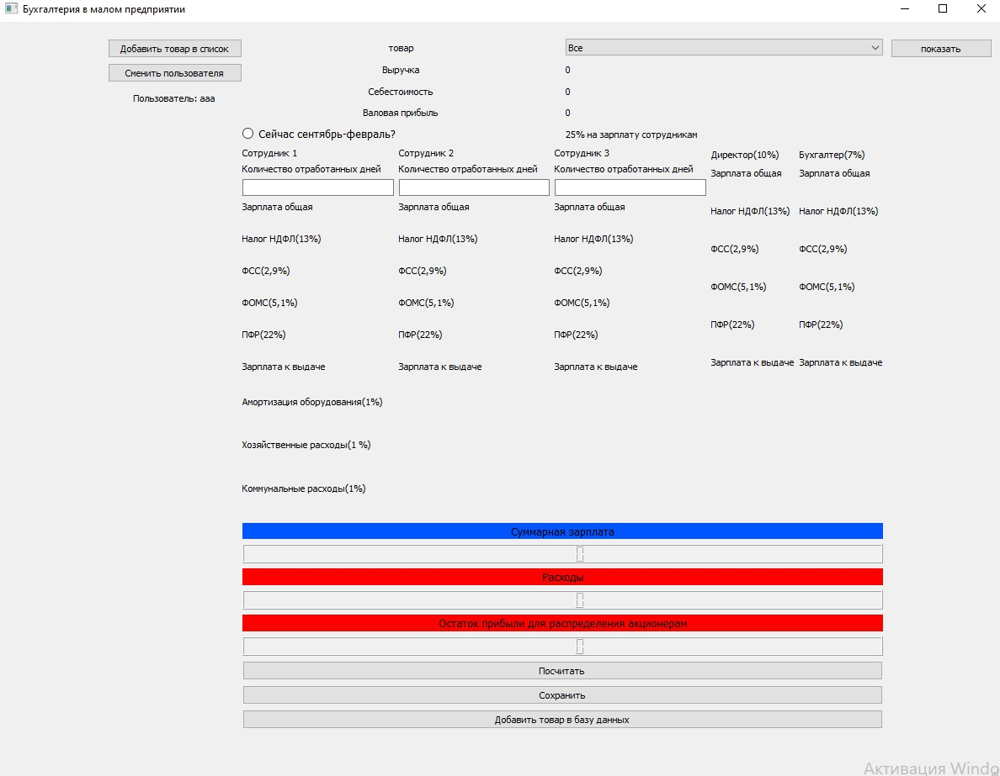 Бухгалтерия в малом предприятии
Добавить товар в список товар Все показать
Сменить пользователя Выручка 0
Пользователь: ааа Себестоимость 0
Валовая прибыль 0
Сейчас сентябрь-февраль? 25% на зарплату сотрудникам
Сотрудник 1 Сотрудник 2 Сотрудник 3 Директор(10%) Бухгалтер(7%)
Количество отработанных дней Количество отработанных дней Количество отработанных дней Зарплата общая Зарплата общая
Зарплата общая Зарплата общая Зарплата общая Налог НДФЛ(13%) Налог НДФЛ(13%)
Налог НДФЛ(13%) Налог НДФЛ(13%) Налог НДФЛ(13%) ФСС(2,9%) ФСС(2,9%)
ФСС(2,9%) ФСС(2,9%) ФСС(2,9%) ФОМС(5,1%) ФОМС(5,1%)
ФОМС(5,1%) ФОМС(5,1%) ФОМС(5,1%) ПФР(22%) ПФР(22%)
ПФР(22%) ПФР(22%) ПФР(22%) Зарплата к выдаче Зарплата к выдаче
Зарплата к выдаче Зарплата к выдаче Зарплата к выдаче
Амортизация оборудования(1%)
Хозяйственные расходы(1 %)
Коммунальные расходы(1%)
Суммарная зарплата
Расходы
Остаток прибыли для распределения акционерам
Посчитать
Сохранить
Добавить товар в базу данных
Активация Windo